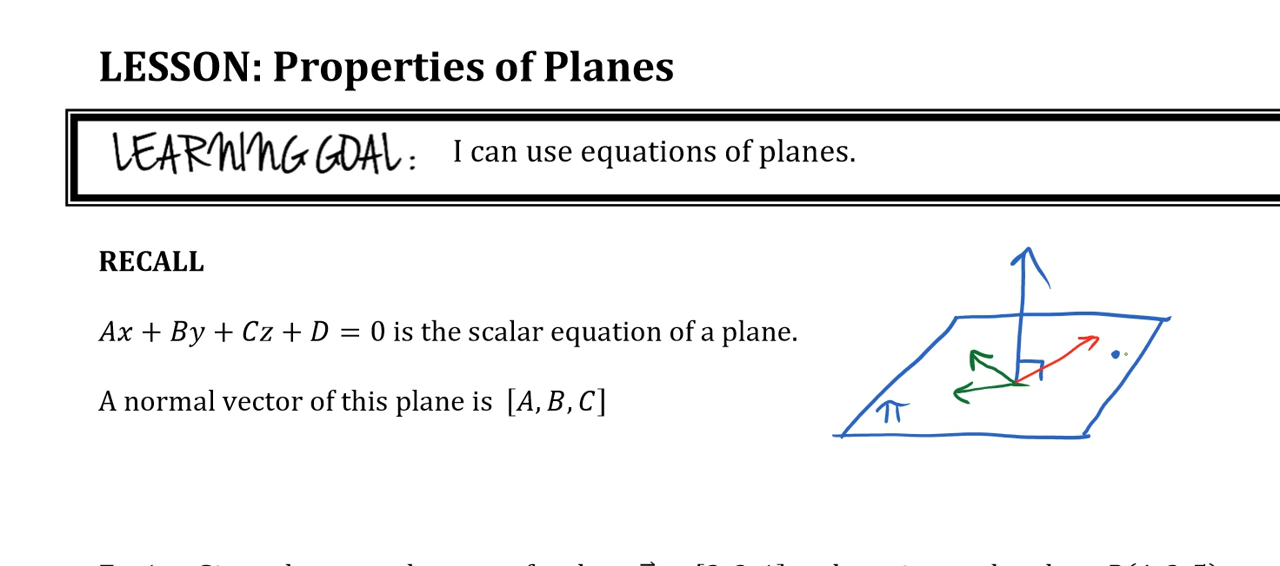 LESSON: Properties of Planes
LEARNING GOAL: I can use equations of planes.
RECALL
Ax + By + Cz + D = 0 is the scalar equation of a plane.
A normal vector of this plane is [A, B, C]
π